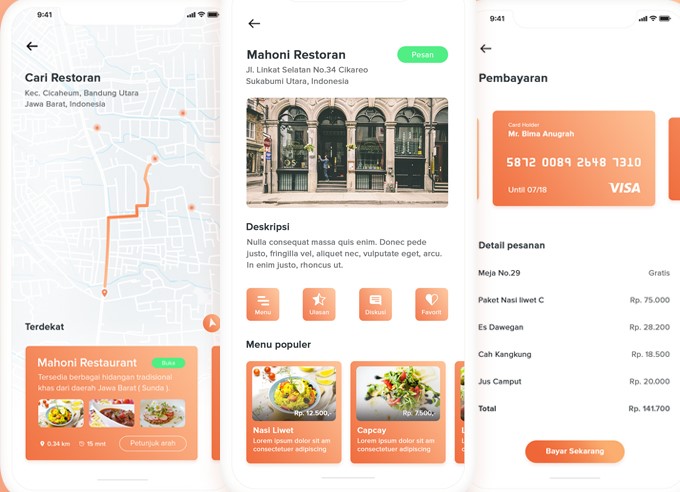 9:41
Cari Restoran
Kec. Cicaheum, Bandung Utara
Jawa Barat, Indonesia
Terdekat
Mahoni Restaurant
Buka
Tersedia berbagai hidangan tradisional
khas dari daerah Jawa Barat ( Sunda ).
0.34 km
15 mnt
Petunjuk arah
9:41
Mahoni Restoran
Pesan
Jl. Linkat Selatan No.34 Cikareo
Sukabumi Utara, Indonesia
Deskripsi
Nulla consequat massa quis enim. Donec pede
justo, fringilla vel, aliquet nec, vulputate eget, arcu.
In enim justo, rhoncus ut.
Menu
Ulasan
Diskusi
Favorit
Menu populer
Rp. 12.500,-
Nasi Liwet
Lorem ipsum dolor sit am
consectetuer adipiscing
Rp. 7.500,-
Capcay
Lorem ipsum dolor sit am
consectetuer adipiscing
9:41
Pembayaran
Card Holder
Mr. Bima Anugrah
5872 0089 2648 7310
Until 07/18
VISA
Detail pesanan
Meja No.29 Gratis
Paket Nasi liwet C Rp. 75.000
Es Dawegan Rp. 28.200
Cah Kangkung Rp. 18.500
Jus Camput Rp. 20.000
Total Rp. 141.700
Bayar Sekarang